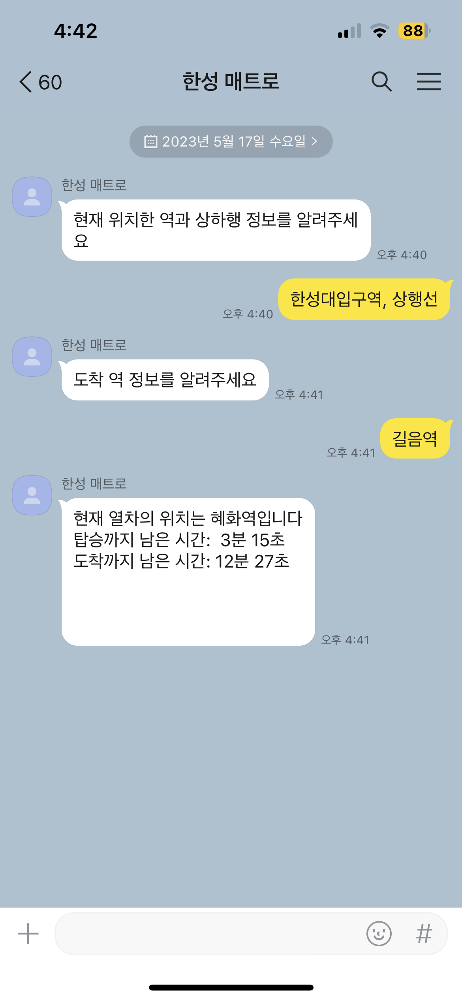 4:42
88
60
한성 매트로
2023년 5월 17일 수요일
한성 매트로
현재 위치한 역과 상하행 정보를 알려주세
요
오후 4:40
한성대입구역, 상행선
오후 4:40
한성 매트로
도착 역 정보를 알려주세요
오후 4:41
길음역
오후 4:41
한성 매트로
현재 열차의 위치는 혜화역입니다
탑승까지 남은 시간:  3분 15초
도착까지 남은 시간: 12분 27초
오후 4:41
#